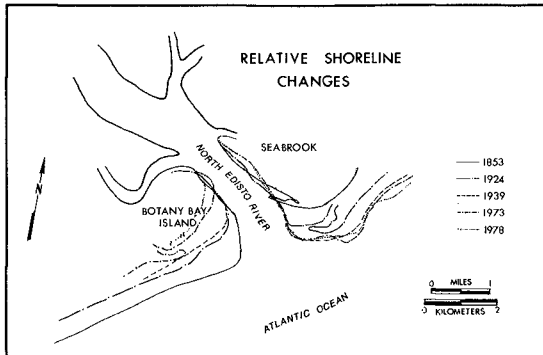 RELATIVE SHORELINE
CHANGES
SEABROOK
NORTH EDISTO RIVER
BOTANY BAY
ISLAND
N
1853
1924
1939
1973
1978
0 MILES 1
0 KILOMETERS 2
ATLANTIC OCEAN